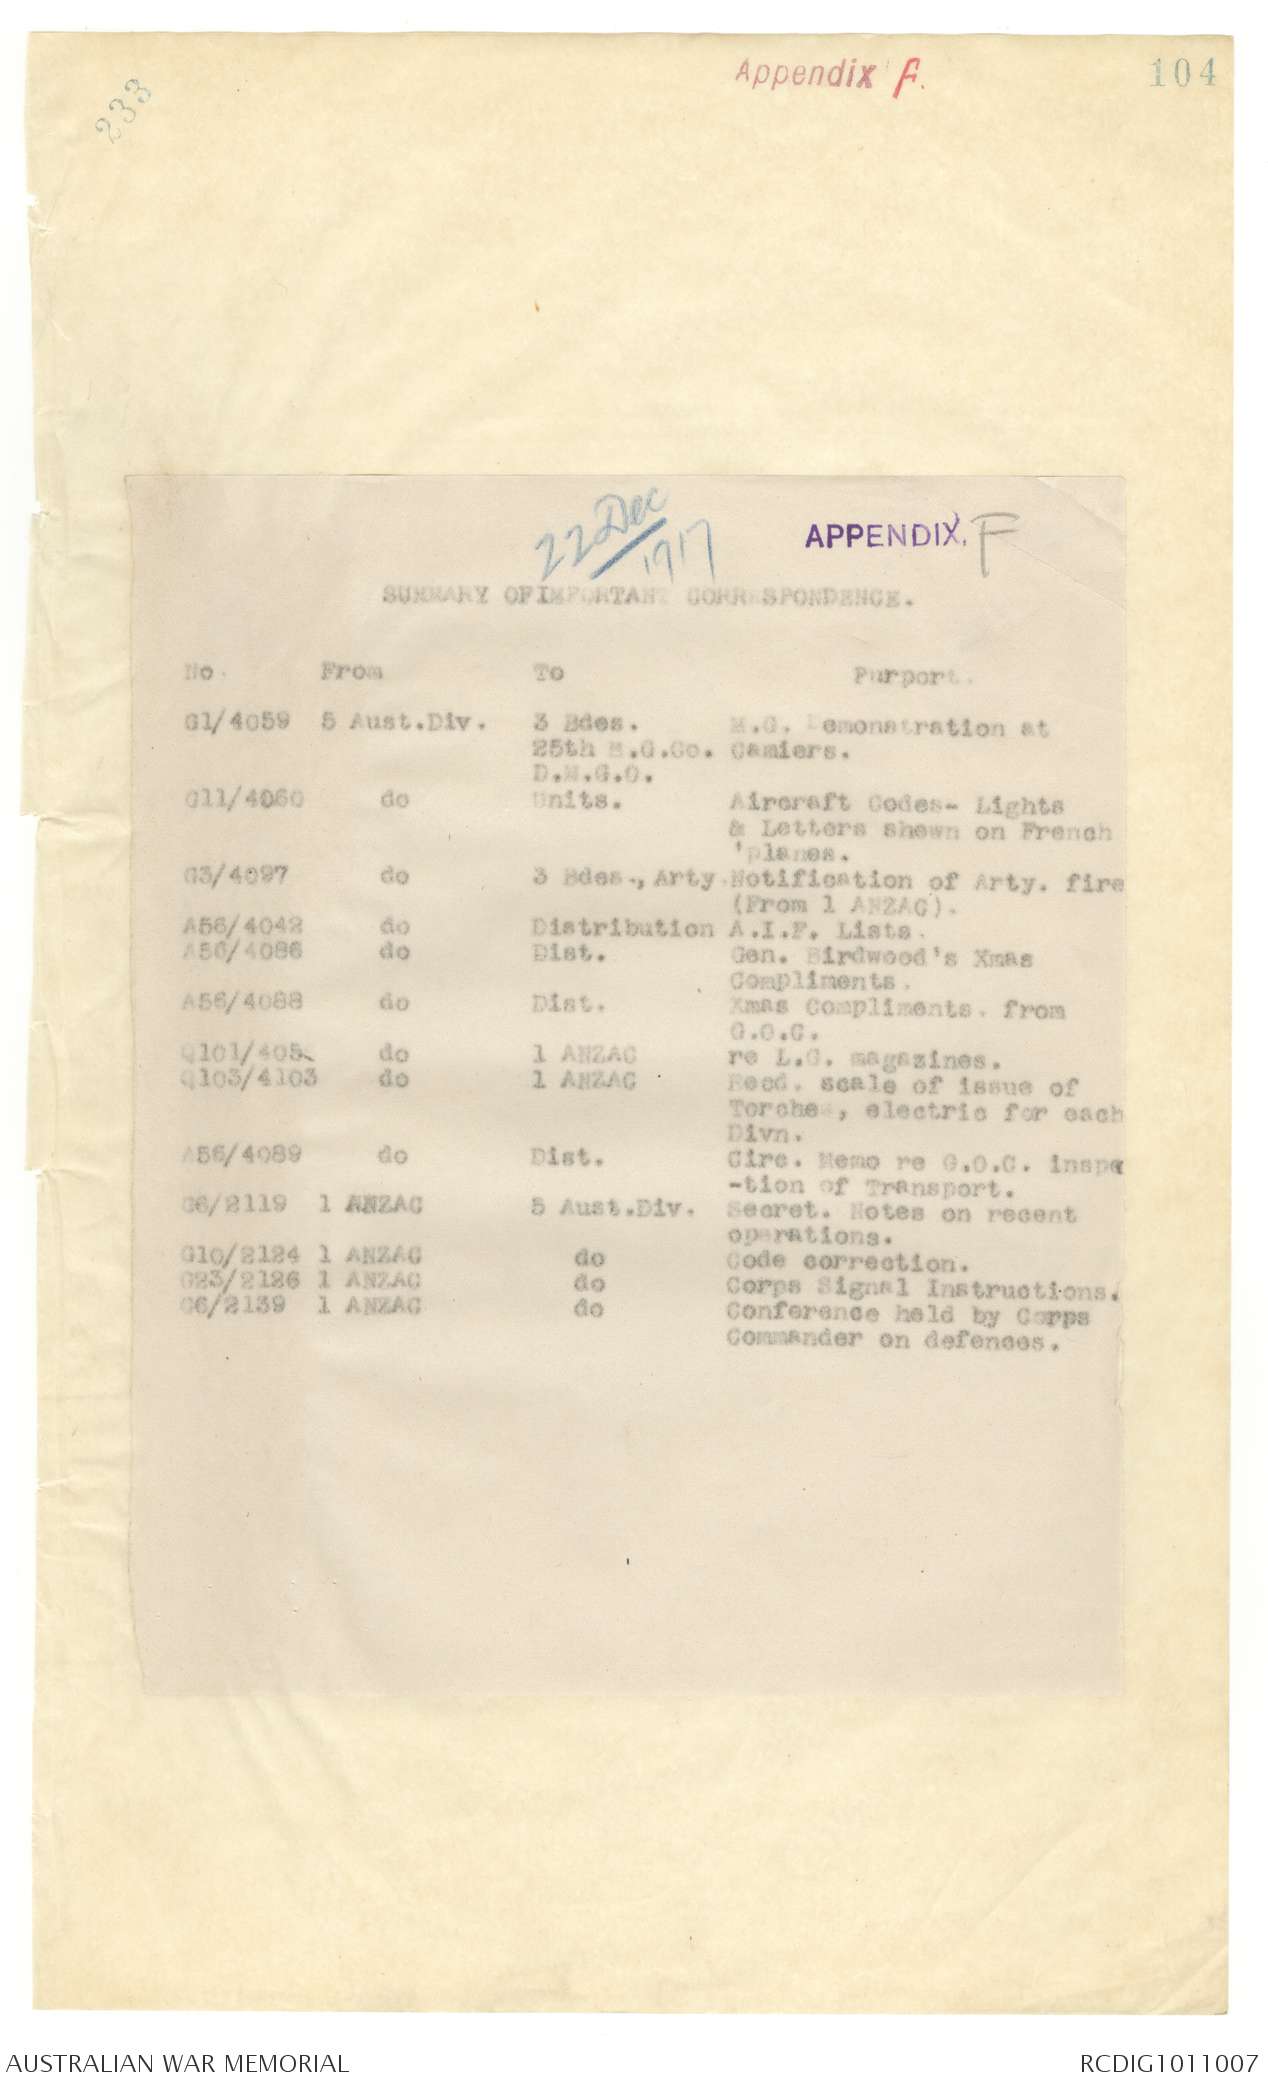 233
Appendix F.
104
22 Dec
1917
APPENDIX. F
SUMMARY OFIMPORTANT CORRESPONDENCE.
No. From To Purport.
G1/4059 5 Aust.Div. 3 Bdes. M.G. Demonstration at
25th M.G.Co. Camiers.
D.M.G.O.
G11/4060 do Units. Aircraft Codes- Lights
& Letters shewn on French
'planes.
G3/4097 do 3 Bdes., Arty. Notification of Arty. fire
(From 1 ANZAC).
A56/4042 do Distribution A.I.F. Lists.
A56/4086 do Dist. Gen. Birdwood's Xmas
Compliments.
A56/4088 do Dist. Xmas Compliments. from
G.O.C.
do 1 ANZAC re L.G. magazines.
Q103/4103 do 1 ANZAC scale of issue of
Torches, electric for each
Divn.
A56/4089 do Dist. Circ. Memo re G.O.C. inspe
-tion of Transport.
G6/2119 1 ANZAC 5 Aust.Div. Secret. Notes on recent
operations.
G10/2124 1 ANZAC do Code correction.
G23/2126 1 ANZAC do Corps Signal Instructions.
G6/2139 1 ANZAC do Conference held by Corps
Commander on defences.
AUSTRALIAN WAR MEMORIAL
RCDIG1011007